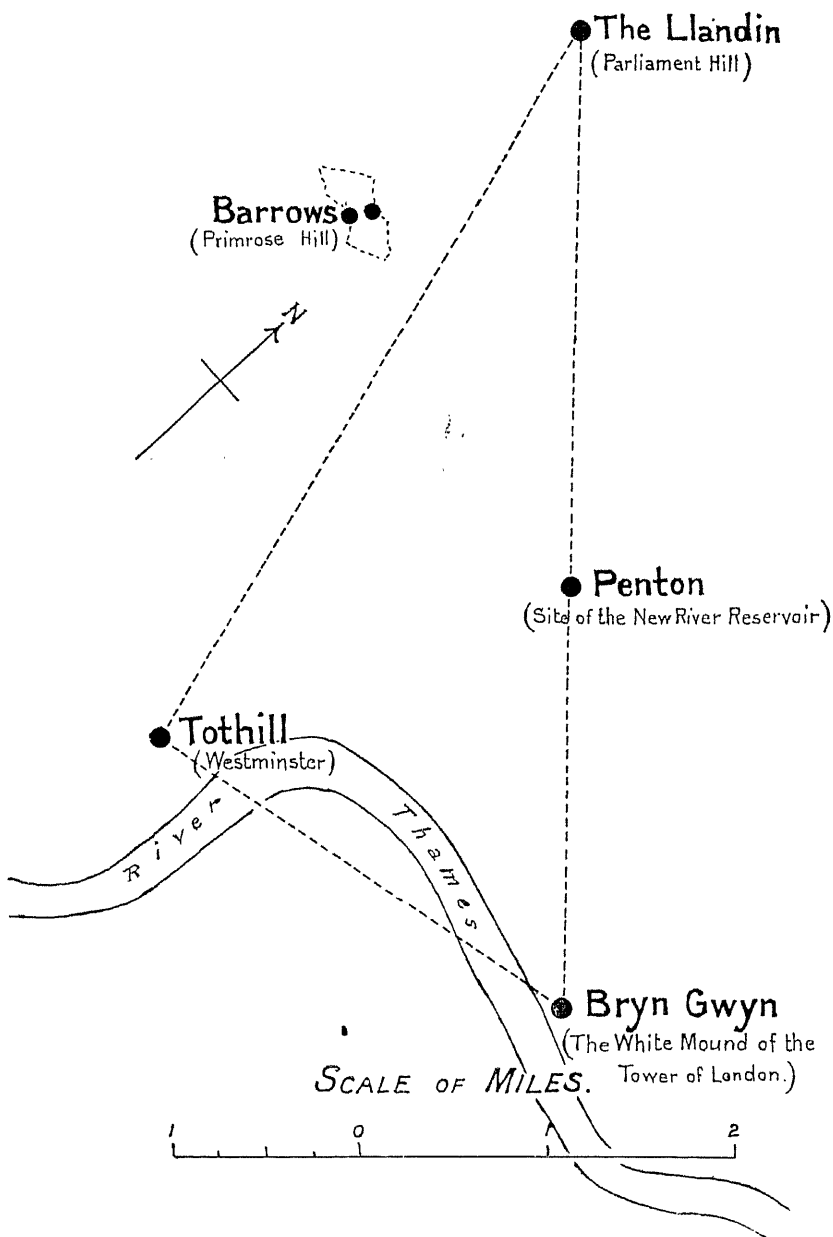 The Llandin
(Parliament Hill)
Barrows
(Primrose Hill)
N
Penton
(Site of the New River Reservoir)
Tothill
(Westminster)
River Thames
Bryn Gwyn
(The White Mound of the
Tower of London.)
SCALE OF MILES.
1 0 1 2